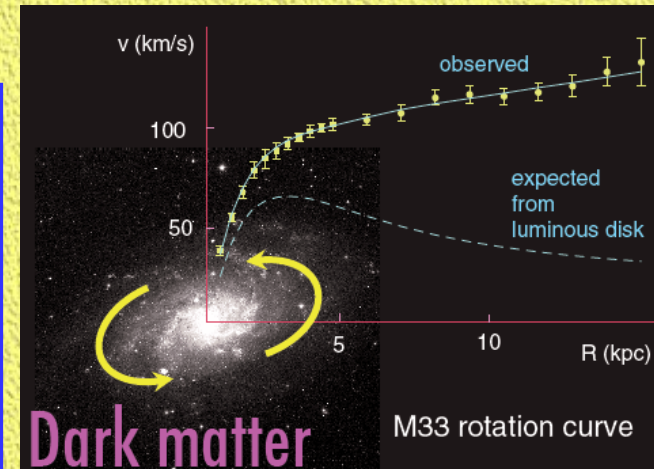 v (km/s)
observed
100
expected
from
luminous disk
50
5
10
R (kpc)
M33 rotation curve
Dark matter